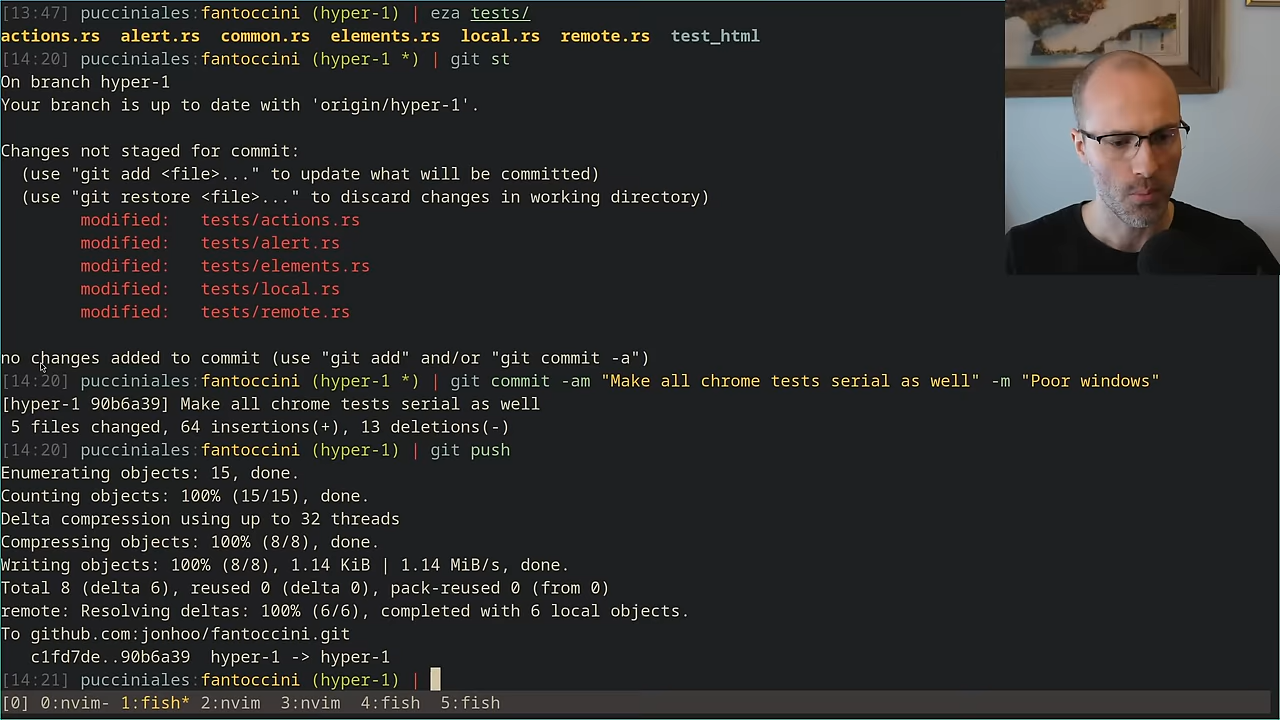 [13:47] pucciniales:fantoccini (hyper-1) | eza tests/
actions.rs  alert.rs  common.rs  elements.rs  local.rs  remote.rs  test_html
[14:20] pucciniales:fantoccini (hyper-1 *) | git st
On branch hyper-1
Your branch is up to date with 'origin/hyper-1'.

Changes not staged for commit:
  (use "git add <file>..." to update what will be committed)
  (use "git restore <file>..." to discard changes in working directory)
        modified:   tests/actions.rs
        modified:   tests/alert.rs
        modified:   tests/elements.rs
        modified:   tests/local.rs
        modified:   tests/remote.rs

no changes added to commit (use "git add" and/or "git commit -a")
[14:20] pucciniales:fantoccini (hyper-1 *) | git commit -am "Make all chrome tests serial as well" -m "Poor windows"
[hyper-1 90b6a39] Make all chrome tests serial as well
 5 files changed, 64 insertions(+), 13 deletions(-)
[14:20] pucciniales:fantoccini (hyper-1) | git push
Enumerating objects: 15, done.
Counting objects: 100% (15/15), done.
Delta compression using up to 32 threads
Compressing objects: 100% (8/8), done.
Writing objects: 100% (8/8), 1.14 KiB | 1.14 MiB/s, done.
Total 8 (delta 6), reused 0 (delta 0), pack-reused 0 (from 0)
remote: Resolving deltas: 100% (6/6), completed with 6 local objects.
To github.com:jonhoo/fantoccini.git
   c1fd7de..90b6a39  hyper-1 -> hyper-1
[14:21] pucciniales:fantoccini (hyper-1) |
[0] 0:nvim- 1:fish* 2:nvim  3:nvim  4:fish  5:fish